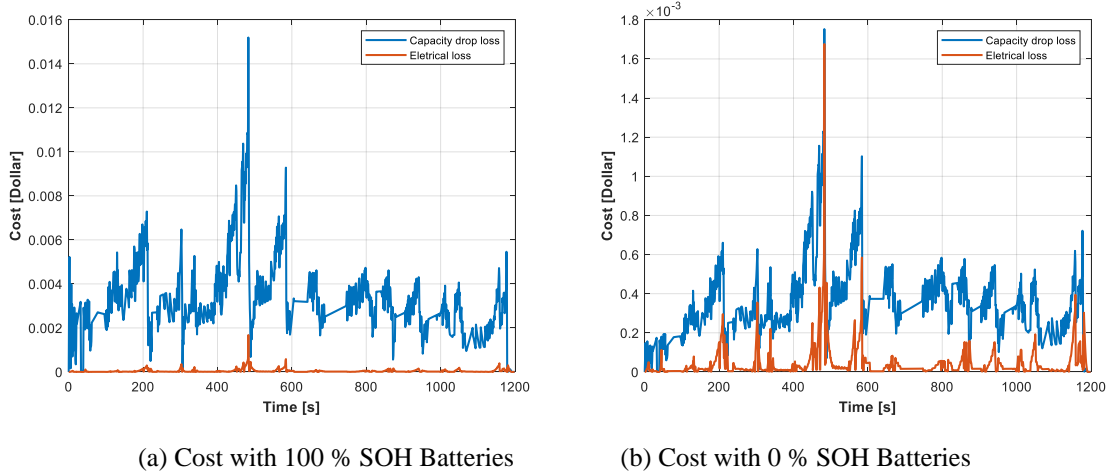 0.016
0.014
0.012
0.01
0.008
0.006
0.004
0.002
0
Cost [Dollar]
Capacity drop loss
Eletrical loss
0 200 400 600 800 1000 1200
Time [s]
(a) Cost with 100 % SOH Batteries
1.8 ×10⁻³
1.6
1.4
1.2
1
0.8
0.6
0.4
0.2
0
Cost [Dollar]
Capacity drop loss
Eletrical loss
0 200 400 600 800 1000 1200
Time [s]
(b) Cost with 0 % SOH Batteries